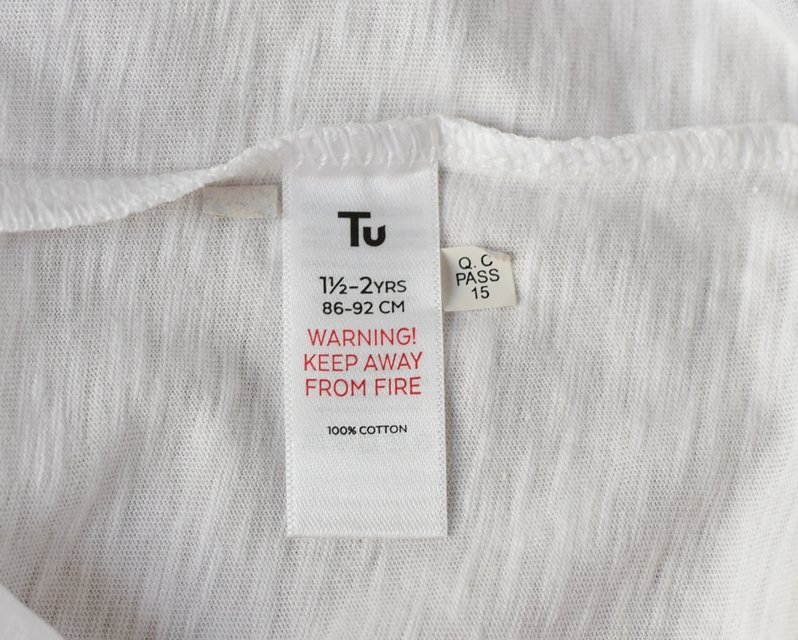 Tu
1½-2YRS
86-92 CM
WARNING!
KEEP AWAY
FROM FIRE
100% COTTON
Q. C
PASS
15